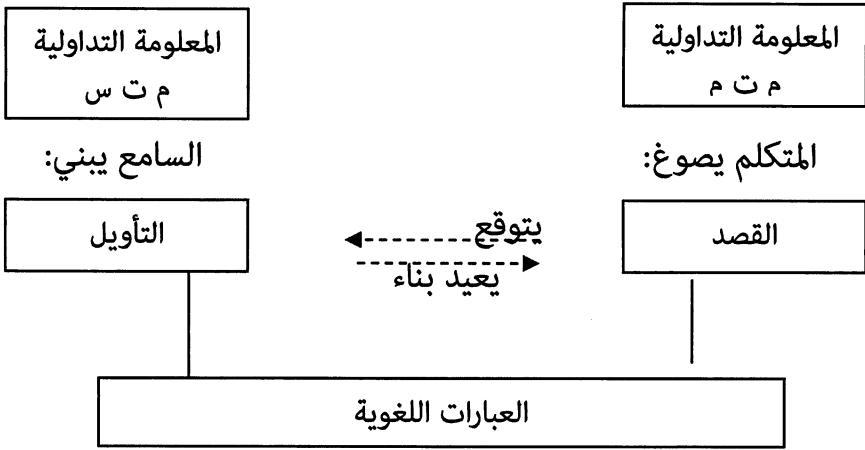 المعلومة التداولية
م ت م
المعلومة التداولية
م ت س
المتكلم يصوغ:
السامع يبني:
القصد
يتوقع
يعيد بناء
التأويل
العبارات اللغوية